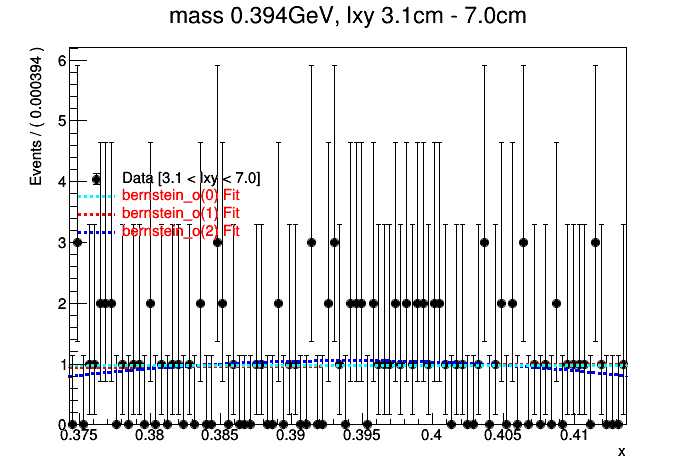 mass 0.394GeV, lxy 3.1cm - 7.0cm
Events / ( 0.000394 )
6
5
4
3
2
1
0
Data [3.1 < lxy < 7.0]
bernstein_o(0) Fit
bernstein_o(1) Fit
bernstein_o(2) Fit
0.375 0.38 0.385 0.39 0.395 0.4 0.405 0.41
x